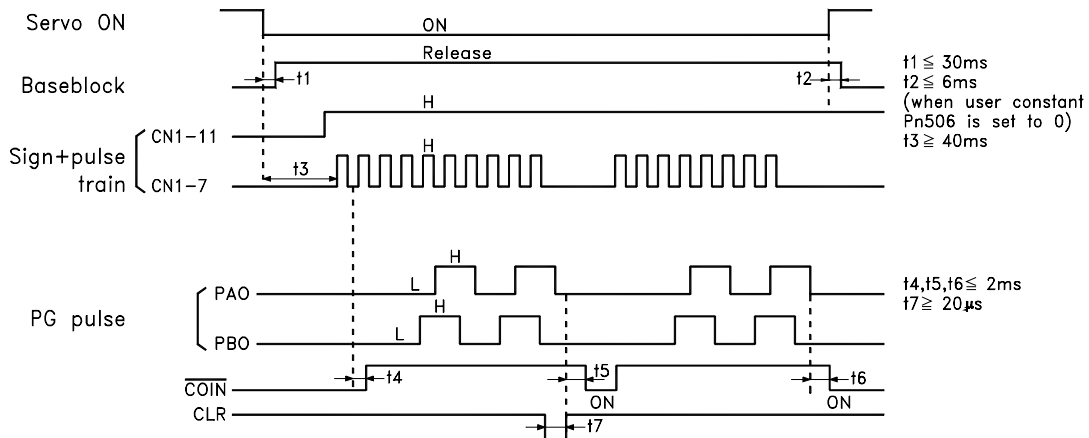 Servo ON
ON
Release
Baseblock
t1
t2
t1 ≦ 30ms
t2 ≦ 6ms
(when user constant
Pn506 is set to 0)
t3 ≧ 40ms
H
CN1-11
Sign+pulse
train
H
CN1-7
t3
PG pulse
PAO
L
H
PBO
L
H
t4,t5,t6 ≦ 2ms
t7 ≧ 20μs
COIN
t4
t5
t6
ON
ON
CLR
t7